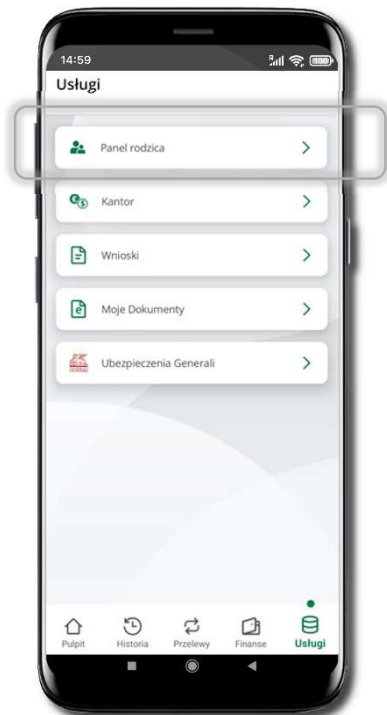 14:59
Usługi
Panel rodzica
Kantor
Wnioski
Moje Dokumenty
Ubezpieczenia Generali
Pulpit
Historia
Przelewy
Finanse
Usługi